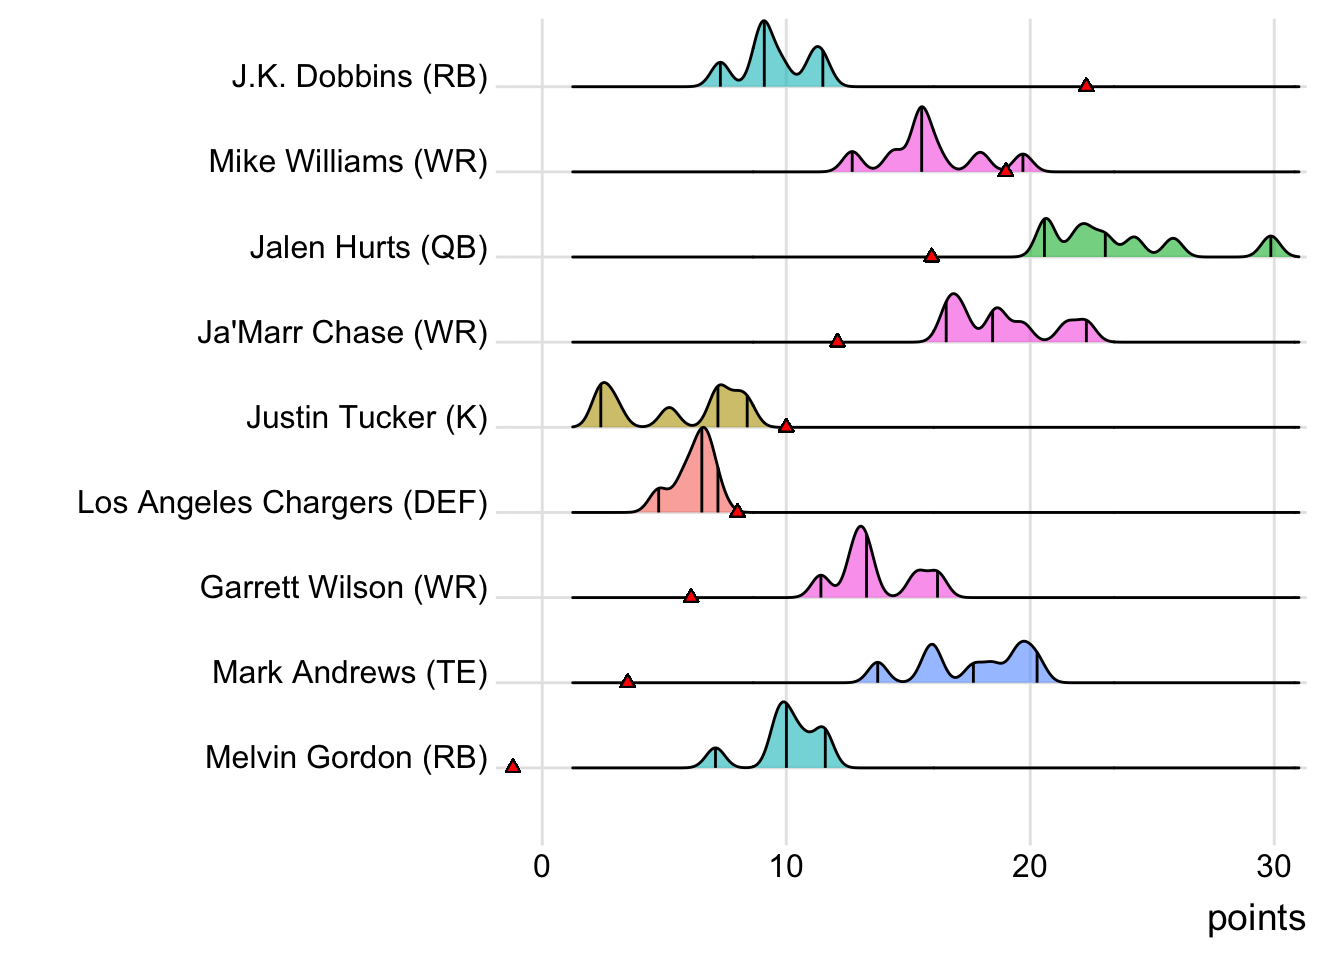 J.K. Dobbins (RB)
Mike Williams (WR)
Jalen Hurts (QB)
Ja'Marr Chase (WR)
Justin Tucker (K)
Los Angeles Chargers (DEF)
Garrett Wilson (WR)
Mark Andrews (TE)
Melvin Gordon (RB)
0 10 20 30
points